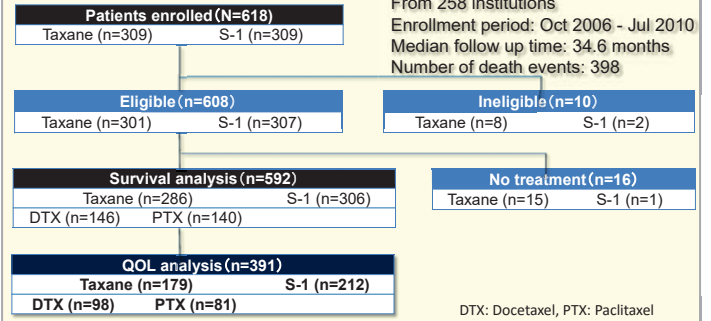 From 258 institutions
Patients enrolled(N=618)
Enrollment period: Oct 2006 - Jul 2010
Taxane (n=309) S-1 (n=309)
Median follow up time: 34.6 months
Number of death events: 398
Eligible(n=608)
Taxane (n=301) S-1 (n=307)
Ineligible(n=10)
Taxane (n=8) S-1 (n=2)
Survival analysis(n=592)
Taxane (n=286) S-1 (n=306)
DTX (n=146) PTX (n=140)
No treatment(n=16)
Taxane (n=15) S-1 (n=1)
QOL analysis(n=391)
Taxane (n=179) S-1 (n=212)
DTX (n=98) PTX (n=81)
DTX: Docetaxel, PTX: Paclitaxel